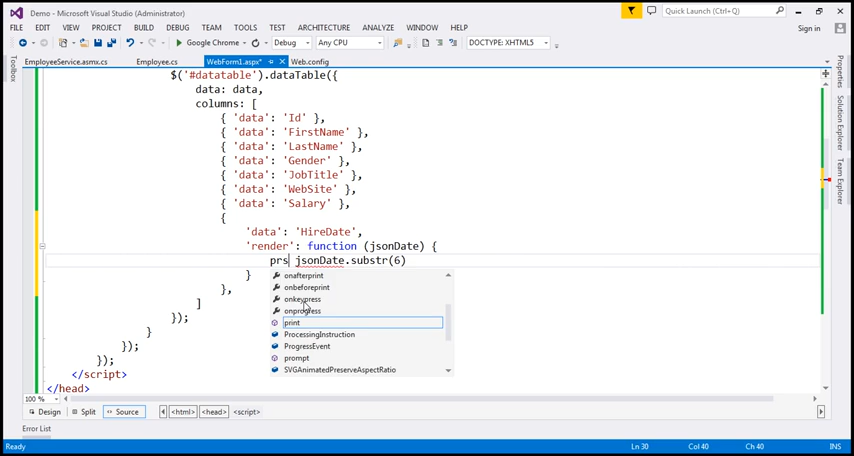 Demo - Microsoft Visual Studio (Administrator)
Quick Launch (Ctrl+Q)
FILE EDIT VIEW PROJECT BUILD DEBUG TEAM TOOLS TEST ARCHITECTURE ANALYZE WINDOW HELP
Sign in
Google Chrome Debug Any CPU DOCTYPE: XHTML5
EmployeeService.asmx.cs Employee.cs WebForm1.aspx* Web.config
Toolbox
Properties
Solution Explorer
Team Explorer
$('#datatable').dataTable({
data: data,
columns: [
{ 'data': 'Id' },
{ 'data': 'FirstName' },
{ 'data': 'LastName' },
{ 'data': 'Gender' },
{ 'data': 'JobTitle' },
{ 'data': 'WebSite' },
{ 'data': 'Salary' },
{
'data': 'HireDate',
'render': function (jsonDate) {
prs jsonDate.substr(6)
}
},
]
});
}
});
});
</script>
</head>
onafterprint
onbeforeprint
onkeypress
onprogress
print
ProcessingInstruction
ProgressEvent
prompt
SVGAnimatedPreserveAspectRatio
100 %
Design Split Source <html> <head> <script>
Error List
Ready Ln 30 Col 40 Ch 40 INS